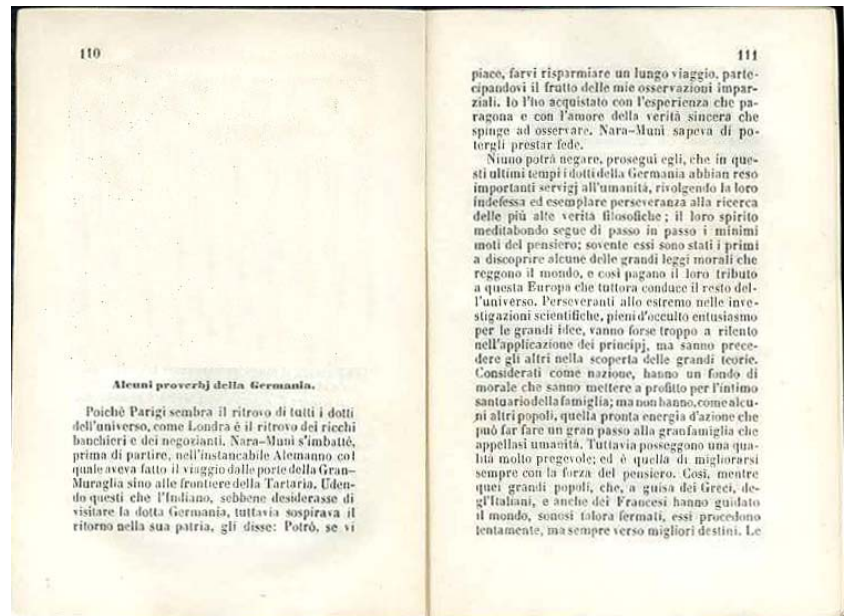 110
Alcuni proverbj della Germania.
Poichè Parigi sembra il ritrovo di tutti i dotti
dell'universo, come Londra è il ritrovo dei ricchi
banchieri e dei negozianti. Nara-Muni s'imbattè,
prima di partire, nell'instancabile Alemanno col
quale aveva fatto il viaggio dalle porte della Gran-
Muraglia sino alle frontiere della Tartaria. Uden-
do questi che l'Indiano, sebbene desiderasse di
visitare la dotta Germania, tuttavia sospirava il
ritorno nella sua patria, gli disse: Potrò, se vi
111
piace, farvi risparmiare un lungo viaggio, parte-
cipandovi il frutto delle mie osservazioni impar-
ziali. Io l'ho acquistato con l'esperienza che pa-
ragona e con l'amore della verità sincera che
spinge ad osservare. Nara-Muni sapeva di po-
tergli prestar fede.
Niuno potrà negare, proseguì egli, che in que-
sti ultimi tempi i dotti della Germania abbian reso
importanti servigj all'umanità, rivolgendo la loro
indefessa ed esemplare perseveranza alla ricerca
delle più alte verità filosofiche; il loro spirito
meditabondo segue di passo in passo i minimi
moti del pensiero; sovente essi sono stati i primi
a discoprire alcune delle grandi leggi morali che
reggono il mondo, e così pagano il loro tributo
a questa Europa che tuttora conduce il resto del-
l'universo. Perseveranti allo estremo nelle inve-
stigazioni scientifiche, pieni d'occulto entusiasmo
per le grandi idee, vanno forse troppo a rilento
nell'applicazione dei principj, ma sanno prece-
dere gli altri nella scoperta delle grandi teorie.
Considerati come nazione, hanno un fondo di
morale che sanno mettere a profitto per l'intimo
santuario della famiglia; ma non hanno, come alcu-
ni altri popoli, quella pronta energia d'azione che
può far fare un gran passo alla gran famiglia che
appellasi umanità. Tuttavia posseggono una qua-
lità molto pregevole; ed è quella di migliorarsi
sempre con la forza del pensiero. Così, mentre
quei grandi popoli, che, a guisa dei Greci, de-
gl'Italiani, e anche dei Francesi hanno guidato
il mondo, sonosi talora fermati, essi procedono
lentamente, ma sempre verso migliori destini. Le